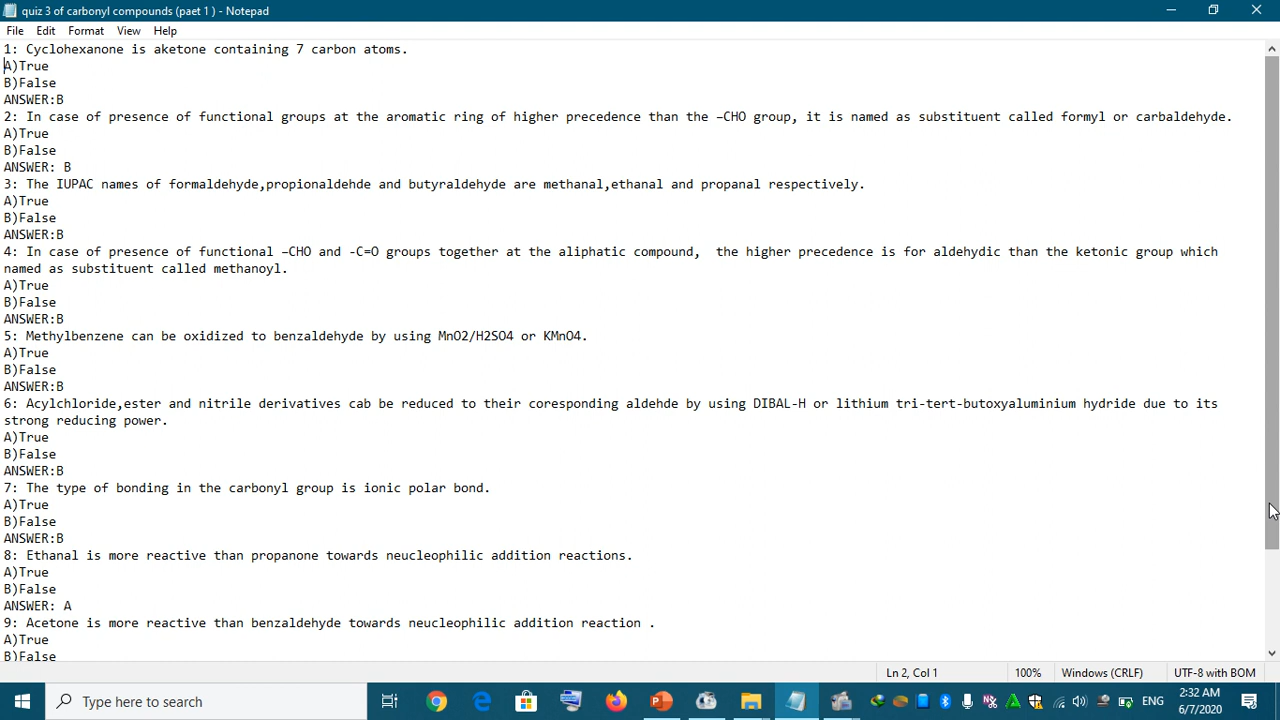 quiz 3 of carbonyl compounds (paet 1 ) - Notepad
File Edit Format View Help
1: Cyclohexanone is aketone containing 7 carbon atoms.
A)True
B)False
ANSWER:B
2: In case of presence of functional groups at the aromatic ring of higher precedence than the –CHO group, it is named as substituent called formyl or carbaldehyde.
A)True
B)False
ANSWER: B
3: The IUPAC names of formaldehyde,propionaldehde and butyraldehyde are methanal,ethanal and propanal respectively.
A)True
B)False
ANSWER:B
4: In case of presence of functional –CHO and -C=O groups together at the aliphatic compound,  the higher precedence is for aldehydic than the ketonic group which
named as substituent called methanoyl.
A)True
B)False
ANSWER:B
5: Methylbenzene can be oxidized to benzaldehyde by using MnO2/H2SO4 or KMnO4.
A)True
B)False
ANSWER:B
6: Acylchloride,ester and nitrile derivatives cab be reduced to their coresponding aldehde by using DIBAL-H or lithium tri-tert-butoxyaluminium hydride due to its
strong reducing power.
A)True
B)False
ANSWER:B
7: The type of bonding in the carbonyl group is ionic polar bond.
A)True
B)False
ANSWER:B
8: Ethanal is more reactive than propanone towards neucleophilic addition reactions.
A)True
B)False
ANSWER: A
9: Acetone is more reactive than benzaldehyde towards neucleophilic addition reaction .
A)True
B)False
Ln 2, Col 1 100% Windows (CRLF) UTF-8 with BOM
Type here to search
ENG
2:32 AM
6/7/2020